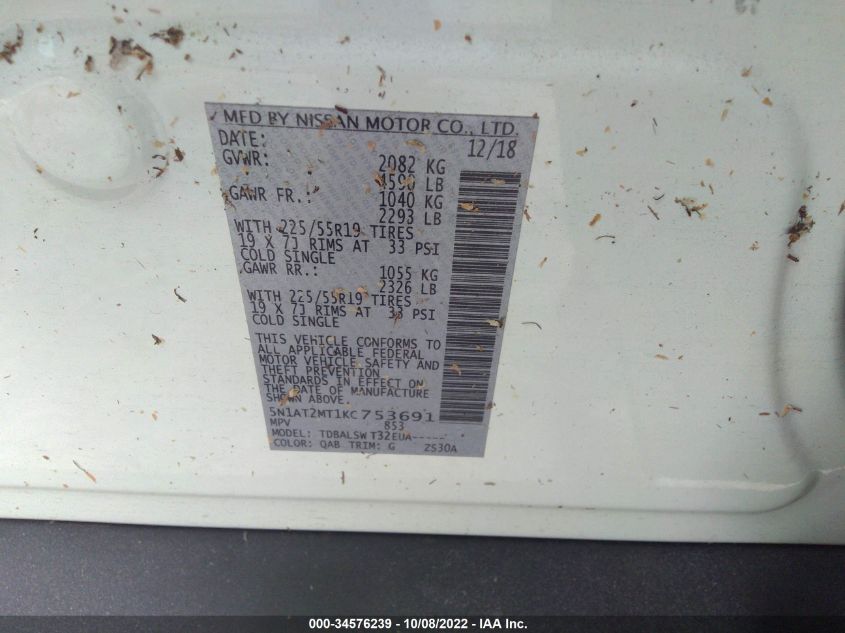 MFD BY NISSAN MOTOR CO., LTD.
DATE: 12/18
GVWR: 2082 KG
4590 LB
GAWR FR.: 1040 KG
2293 LB
WITH 225/55R19 TIRES
19 X 7J RIMS AT 33 PSI
COLD SINGLE
GAWR RR.: 1055 KG
2326 LB
WITH 225/55R19 TIRES
19 X 7J RIMS AT 33 PSI
COLD SINGLE
THIS VEHICLE CONFORMS TO
ALL APPLICABLE FEDERAL
MOTOR VEHICLE SAFETY AND
THEFT PREVENTION
STANDARDS IN EFFECT ON
THE DATE OF MANUFACTURE
SHOWN ABOVE.
5N1AT2MT1KC753691
MPV 853
MODEL: TDBALSW T32EUA-----
COLOR: QAB TRIM: G ZS30A
000-34576239 - 10/08/2022 - IAA Inc.